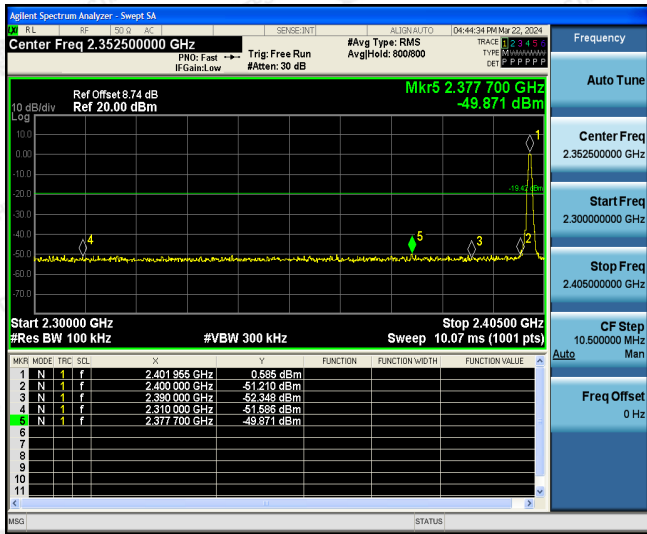 Agilent Spectrum Analyzer - Swept SA
RL RF 50 Ω AC SENSE:INT ALIGN AUTO 04:44:34 PM Mar 22, 2024
Center Freq 2.352500000 GHz
PNO: Fast
IFGain:Low
Trig: Free Run
#Atten: 30 dB
#Avg Type: RMS
Avg|Hold: 800/800
TRACE 1 2 3 4 5 6
TYPE M
DET P P P P P P
Frequency
Auto Tune
Center Freq
2.352500000 GHz
Start Freq
2.300000000 GHz
Stop Freq
2.405000000 GHz
CF Step
10.500000 MHz
Auto Man
Freq Offset
0 Hz
Mkr5 2.377 700 GHz
-49.871 dBm
Ref Offset 8.74 dB
10 dB/div Ref 20.00 dBm
Log
10.0
0.00
-10.0
-20.0
-30.0
-40.0
-50.0
-60.0
-70.0
1
-19.42 dBm
4
5
3
2
Start 2.30000 GHz Stop 2.40500 GHz
#Res BW 100 kHz #VBW 300 kHz Sweep 10.07 ms (1001 pts)
MKR MODE TRC SCL X Y FUNCTION FUNCTION WIDTH FUNCTION VALUE
1 N 1 f 2.401 955 GHz 0.585 dBm
2 N 1 f 2.400 000 GHz -51.210 dBm
3 N 1 f 2.390 000 GHz -52.348 dBm
4 N 1 f 2.310 000 GHz -51.586 dBm
5 N 1 f 2.377 700 GHz -49.871 dBm
6
7
8
9
10
11
MSG STATUS